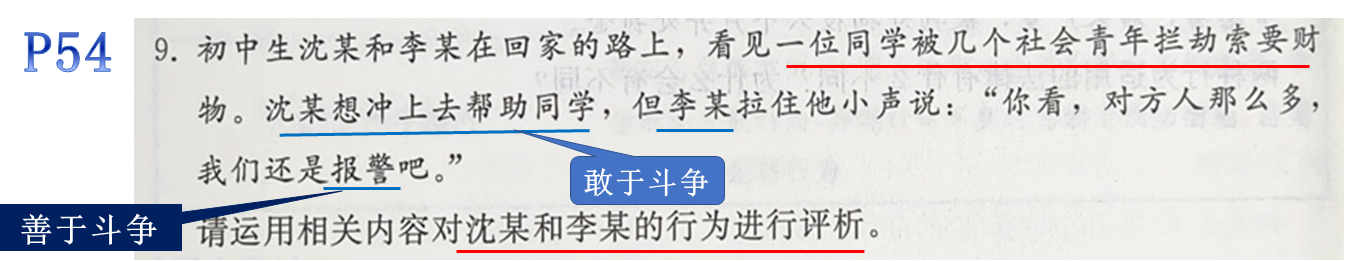 P54
9. 初中生沈某和李某在回家的路上，看见一位同学被几个社会青年拦劫索要财
物。沈某想冲上去帮助同学，但李某拉住他小声说：“你看，对方人那么多，
我们还是报警吧。”
敢于斗争
善于斗争
请运用相关内容对沈某和李某的行为进行评析。